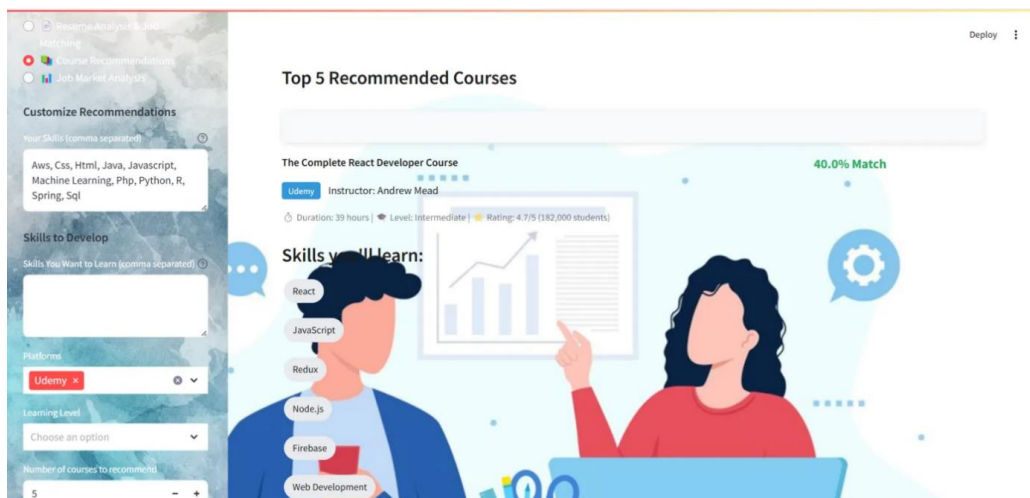 Resume Analysis & Job
Matching
Course Recommendations
Job Market Analysis
Customize Recommendations
Your Skills (comma separated)
Aws, Css, Html, Java, Javascript,
Machine Learning, Php, Python, R,
Spring, Sql
Skills to Develop
Skills You Want to Learn (comma separated)
Platforms
Udemy ×
Learning Level
Choose an option
Number of courses to recommend
5
Deploy
Top 5 Recommended Courses
The Complete React Developer Course
40.0% Match
Udemy Instructor: Andrew Mead
Duration: 39 hours | Level: Intermediate | Rating: 4.7/5 (182,000 students)
Skills you'll learn:
React
JavaScript
Redux
Node.js
Firebase
Web Development